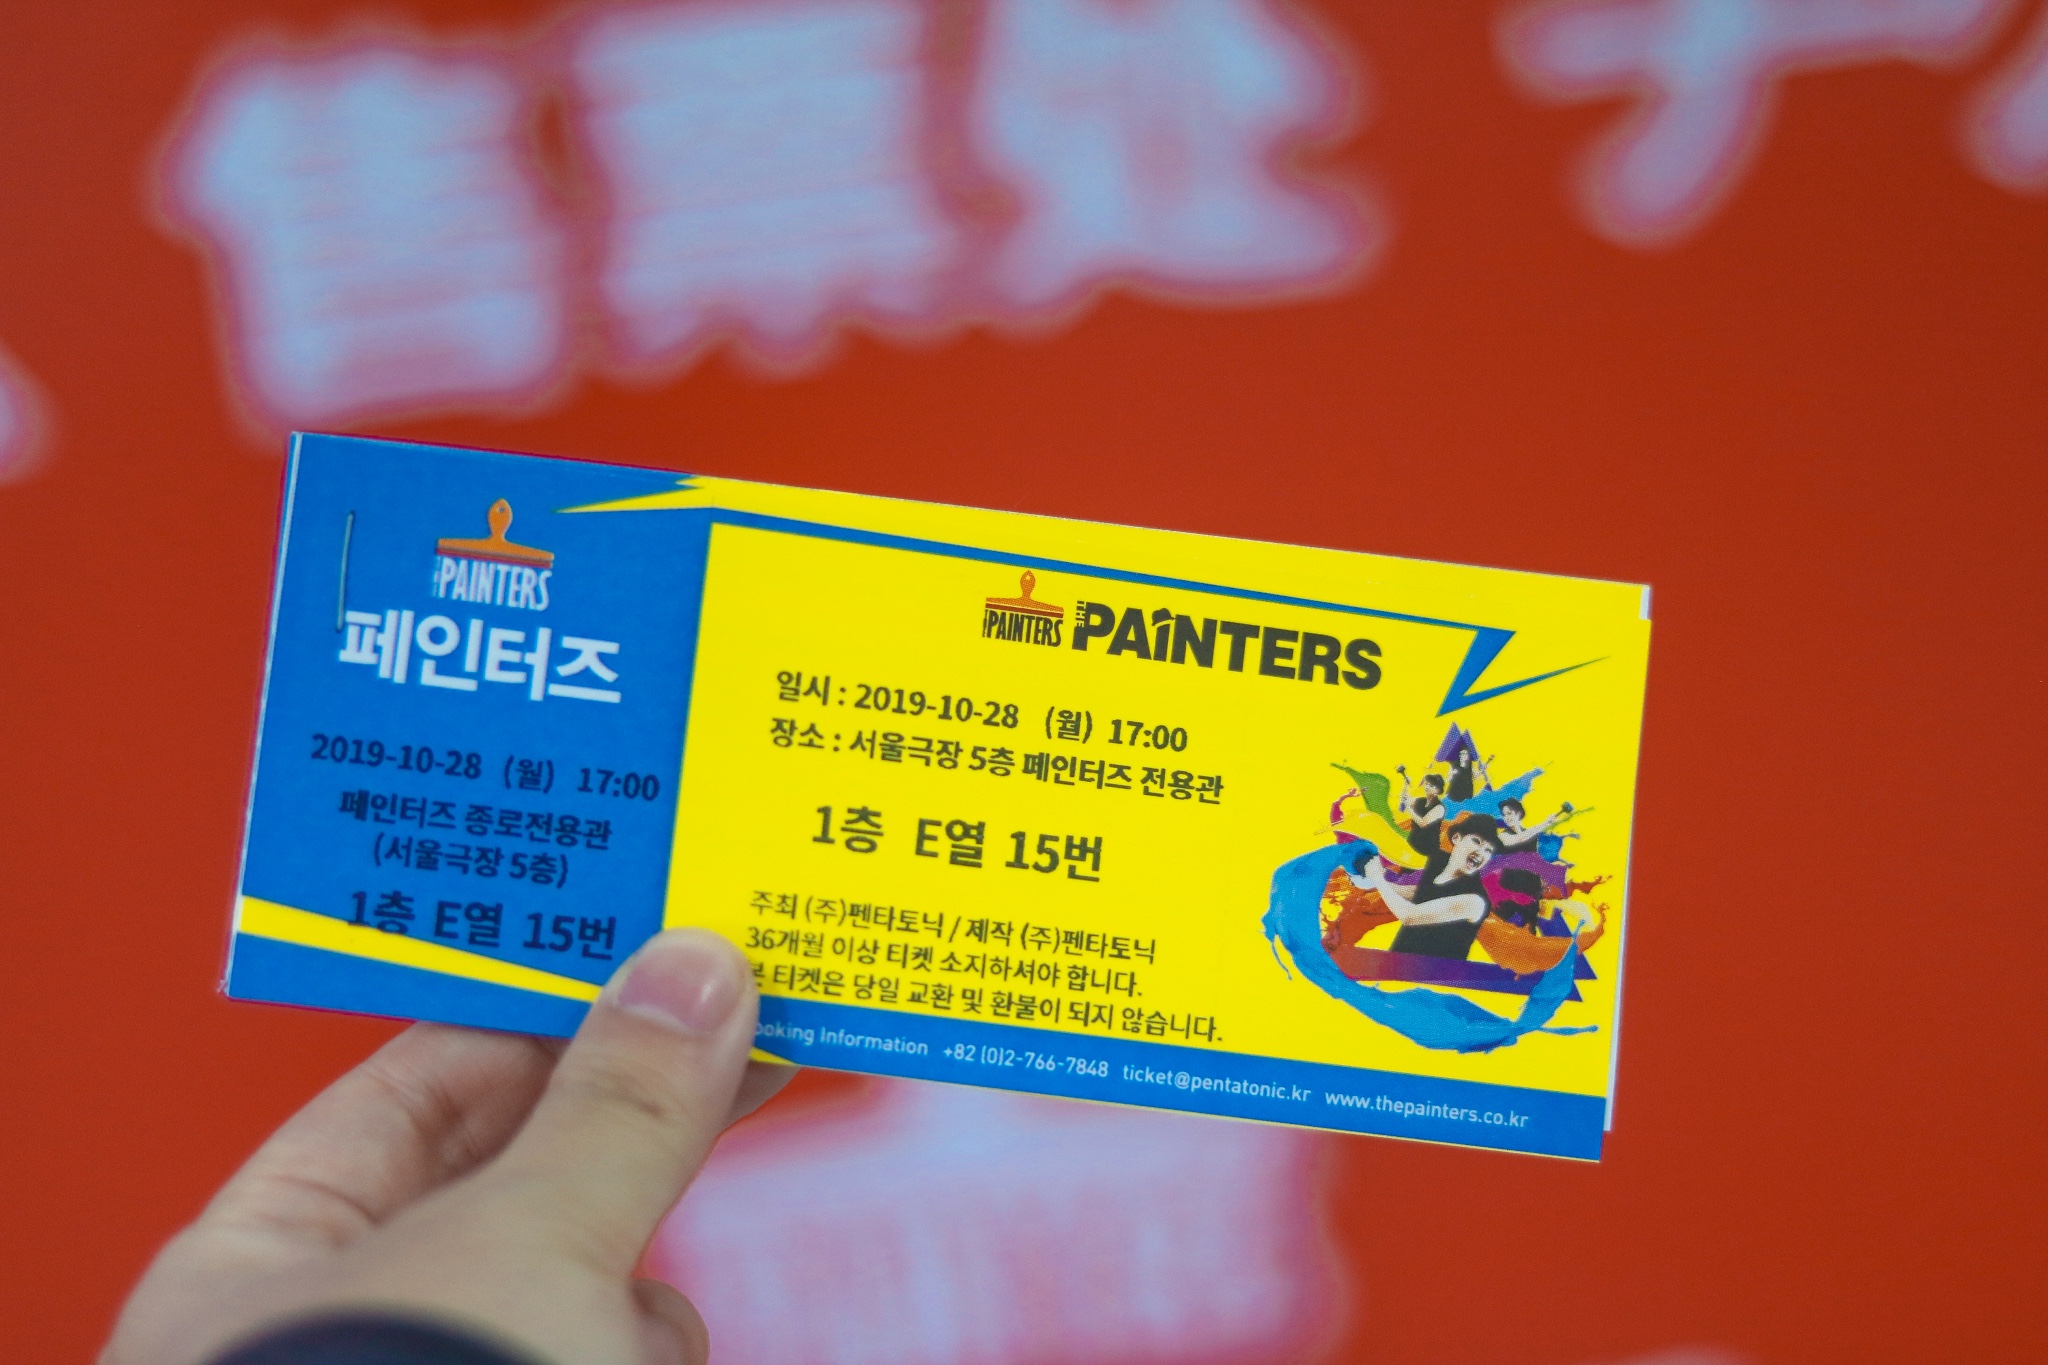 THE PAINTERS
페인터즈
2019-10-28 (월) 17:00
페인터즈 종로전용관
(서울극장 5층)
1층 E열 15번
THE PAINTERS THE PAINTERS
일시 : 2019-10-28 (월) 17:00
장소 : 서울극장 5층 페인터즈 전용관
1층 E열 15번
주최 (주)펜타토닉 / 제작 (주)펜타토닉
36개월 이상 티켓 소지하셔야 합니다.
본 티켓은 당일 교환 및 환불이 되지 않습니다.
ooking Information +82 (0)2-766-7848 ticket@pentatonic.kr www.thepainters.co.kr